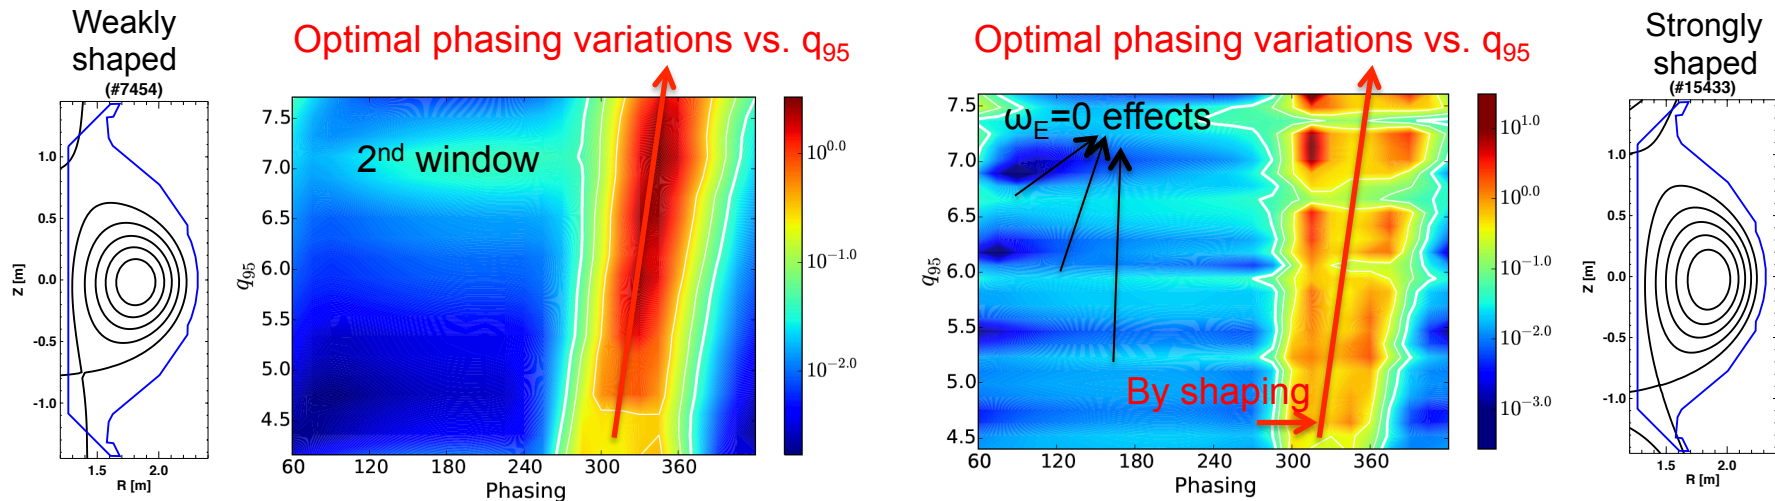 Weakly
shaped
(#7454)
Z [m]
1.0
0.5
0.0
-0.5
-1.0
1.5 2.0
R [m]
Optimal phasing variations vs. q95
2nd window
q95
7.5
7.0
6.5
6.0
5.5
5.0
4.5
60 120 180 240 300 360
Phasing
10^0.0
10^-1.0
10^-2.0
Optimal phasing variations vs. q95
ωE=0 effects
By shaping
q95
7.5
7.0
6.5
6.0
5.5
5.0
4.5
60 120 180 240 300 360
Phasing
10^1.0
10^0.0
10^-1.0
10^-2.0
10^-3.0
Strongly
shaped
(#15433)
Z [m]
1.0
0.5
0.0
-0.5
-1.0
1.5 2.0
R [m]